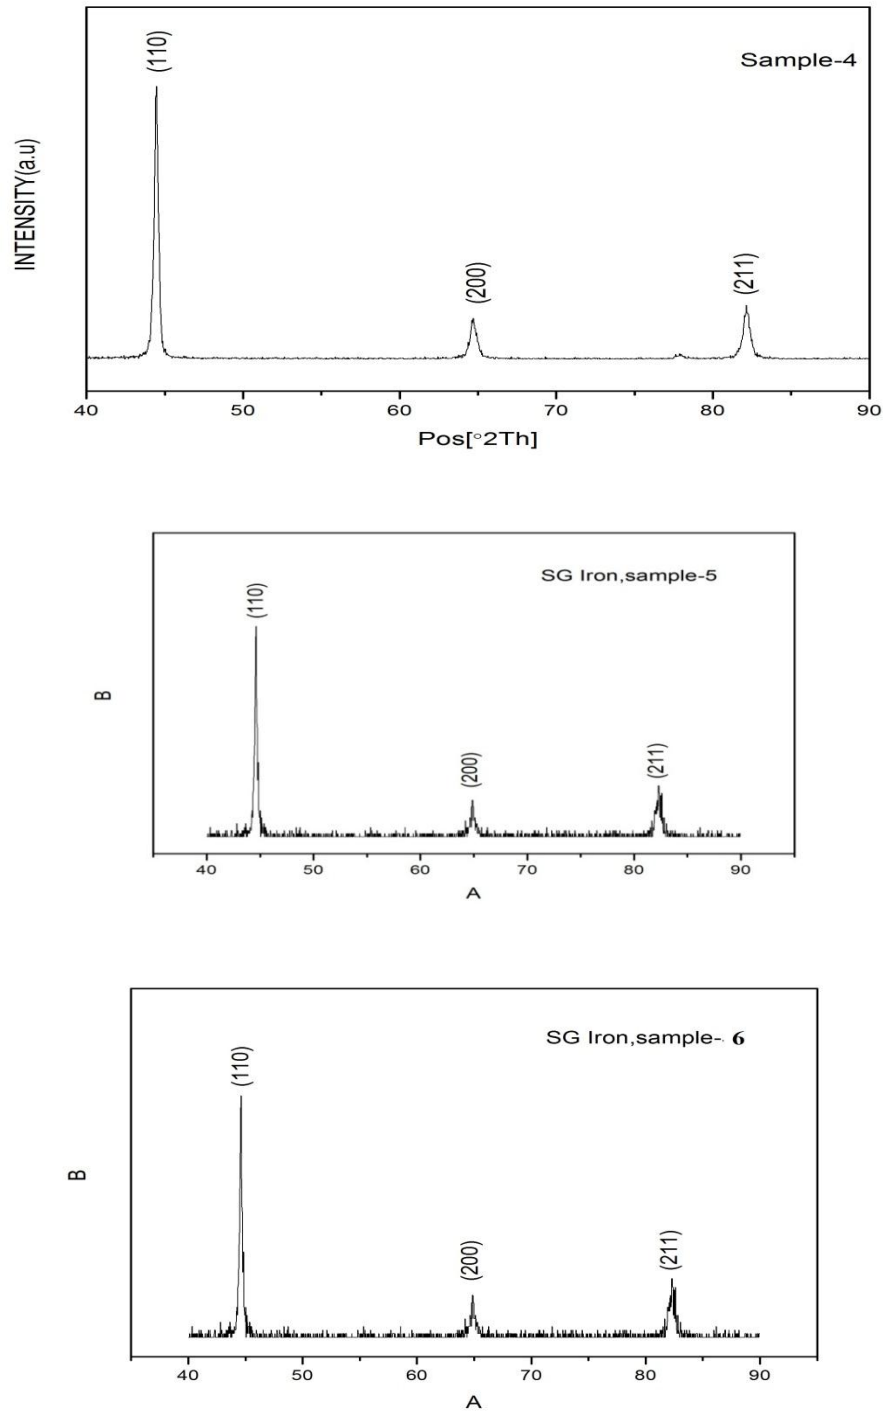 (110)
Sample-4
INTENSITY(a.u)
(200)
(211)
40 50 60 70 80 90
Pos[°2Th]
SG Iron,sample-5
(110)
B
(200)
(211)
40 50 60 70 80 90
A
SG Iron,sample- 6
(110)
B
(200)
(211)
40 50 60 70 80 90
A